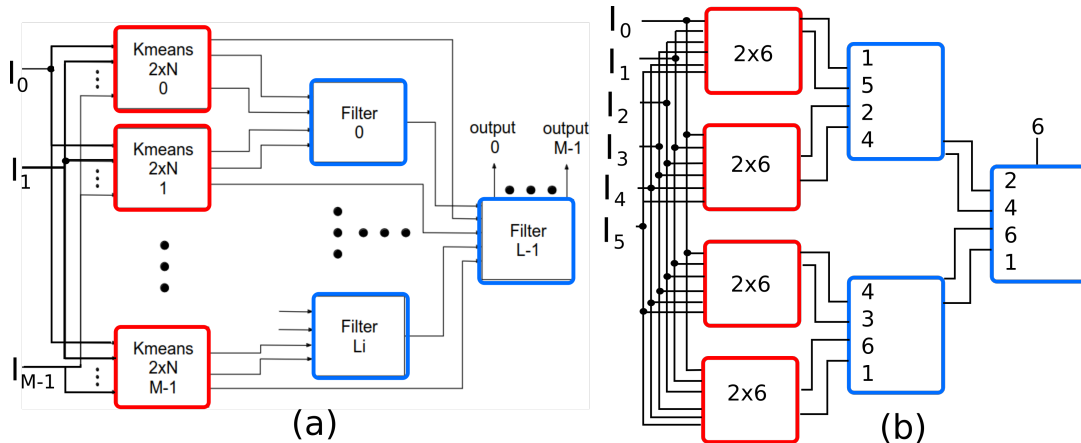 I0
I1
IM-1
Kmeans
2xN
0
Kmeans
2xN
1
Kmeans
2xN
M-1
Filter
0
Filter
Li
output
0
output
M-1
Filter
L-1
(a)
I0
I1
I2
I3
I4
I5
2x6
2x6
2x6
2x6
1
5
2
4
4
3
6
1
6
2
4
6
1
(b)